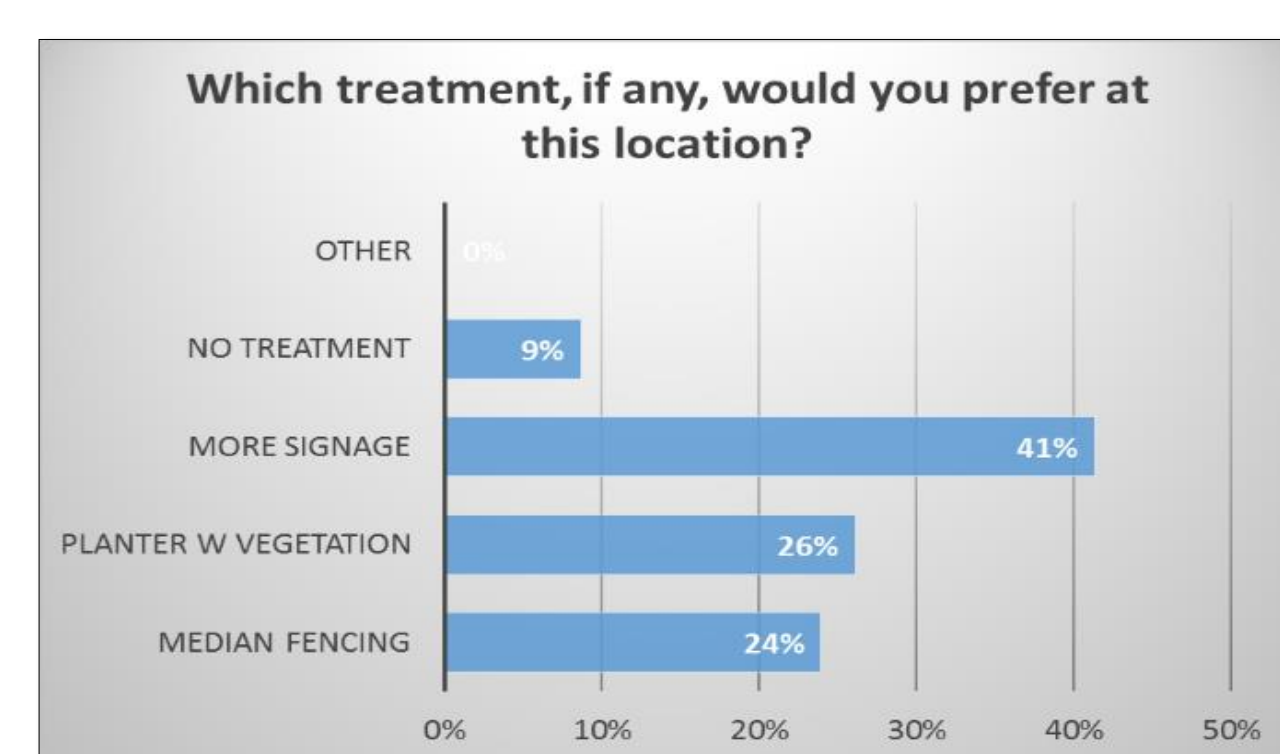 Which treatment, if any, would you prefer at
this location?
OTHER 0%
NO TREATMENT 9%
MORE SIGNAGE 41%
PLANTER W VEGETATION 26%
MEDIAN FENCING 24%
0% 10% 20% 30% 40% 50%